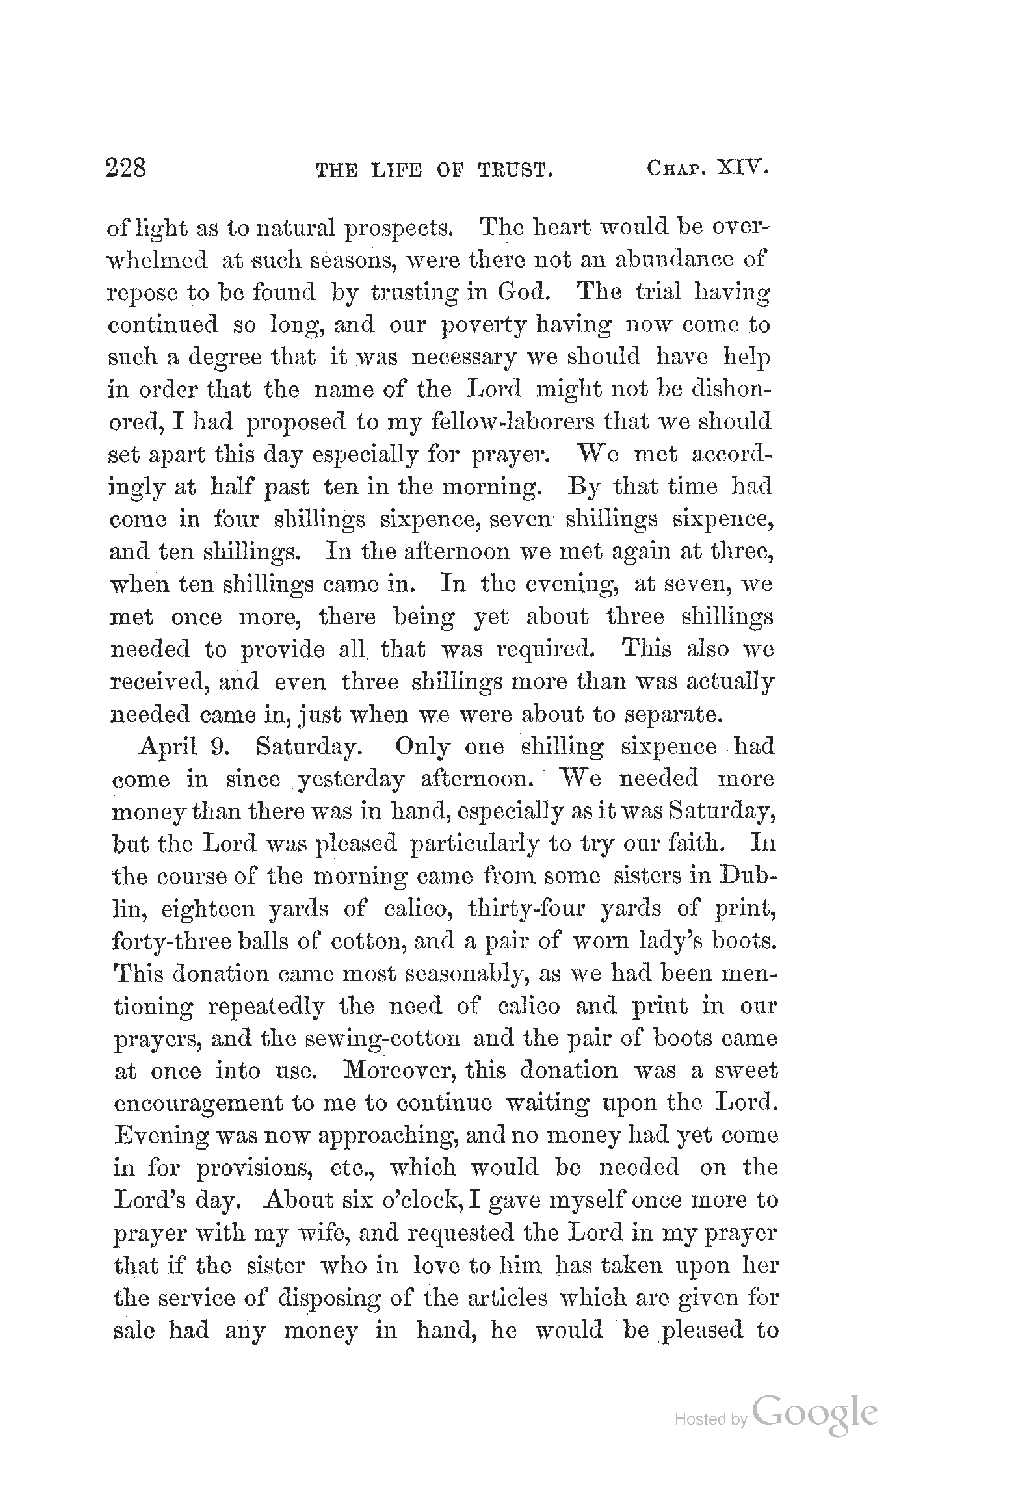 228 THE LIFE OF TRUST. CHAP. XIV.
of light as to natural prospects. The heart would be over-
whelmed at such seasons, were there not an abundance of
repose to be found by trusting in God. The trial having
continued so long, and our poverty having now come to
such a degree that it was necessary we should have help
in order that the name of the Lord might not be dishon-
ored, I had proposed to my fellow-laborers that we should
set apart this day especially for prayer. We met accord-
ingly at half past ten in the morning. By that time had
come in four shillings sixpence, seven shillings sixpence,
and ten shillings. In the afternoon we met again at three,
when ten shillings came in. In the evening, at seven, we
met once more, there being yet about three shillings
needed to provide all that was required. This also we
received, and even three shillings more than was actually
needed came in, just when we were about to separate.
April 9. Saturday. Only one shilling sixpence had
come in since yesterday afternoon. We needed more
money than there was in hand, especially as it was Saturday,
but the Lord was pleased particularly to try our faith. In
the course of the morning came from some sisters in Dub-
lin, eighteen yards of calico, thirty-four yards of print,
forty-three balls of cotton, and a pair of worn lady's boots.
This donation came most seasonably, as we had been men-
tioning repeatedly the need of calico and print in our
prayers, and the sewing-cotton and the pair of boots came
at once into use. Moreover, this donation was a sweet
encouragement to me to continue waiting upon the Lord.
Evening was now approaching, and no money had yet come
in for provisions, etc., which would be needed on the
Lord's day. About six o'clock, I gave myself once more to
prayer with my wife, and requested the Lord in my prayer
that if the sister who in love to him has taken upon her
the service of disposing of the articles which are given for
sale had any money in hand, he would be pleased to
Hosted by Google